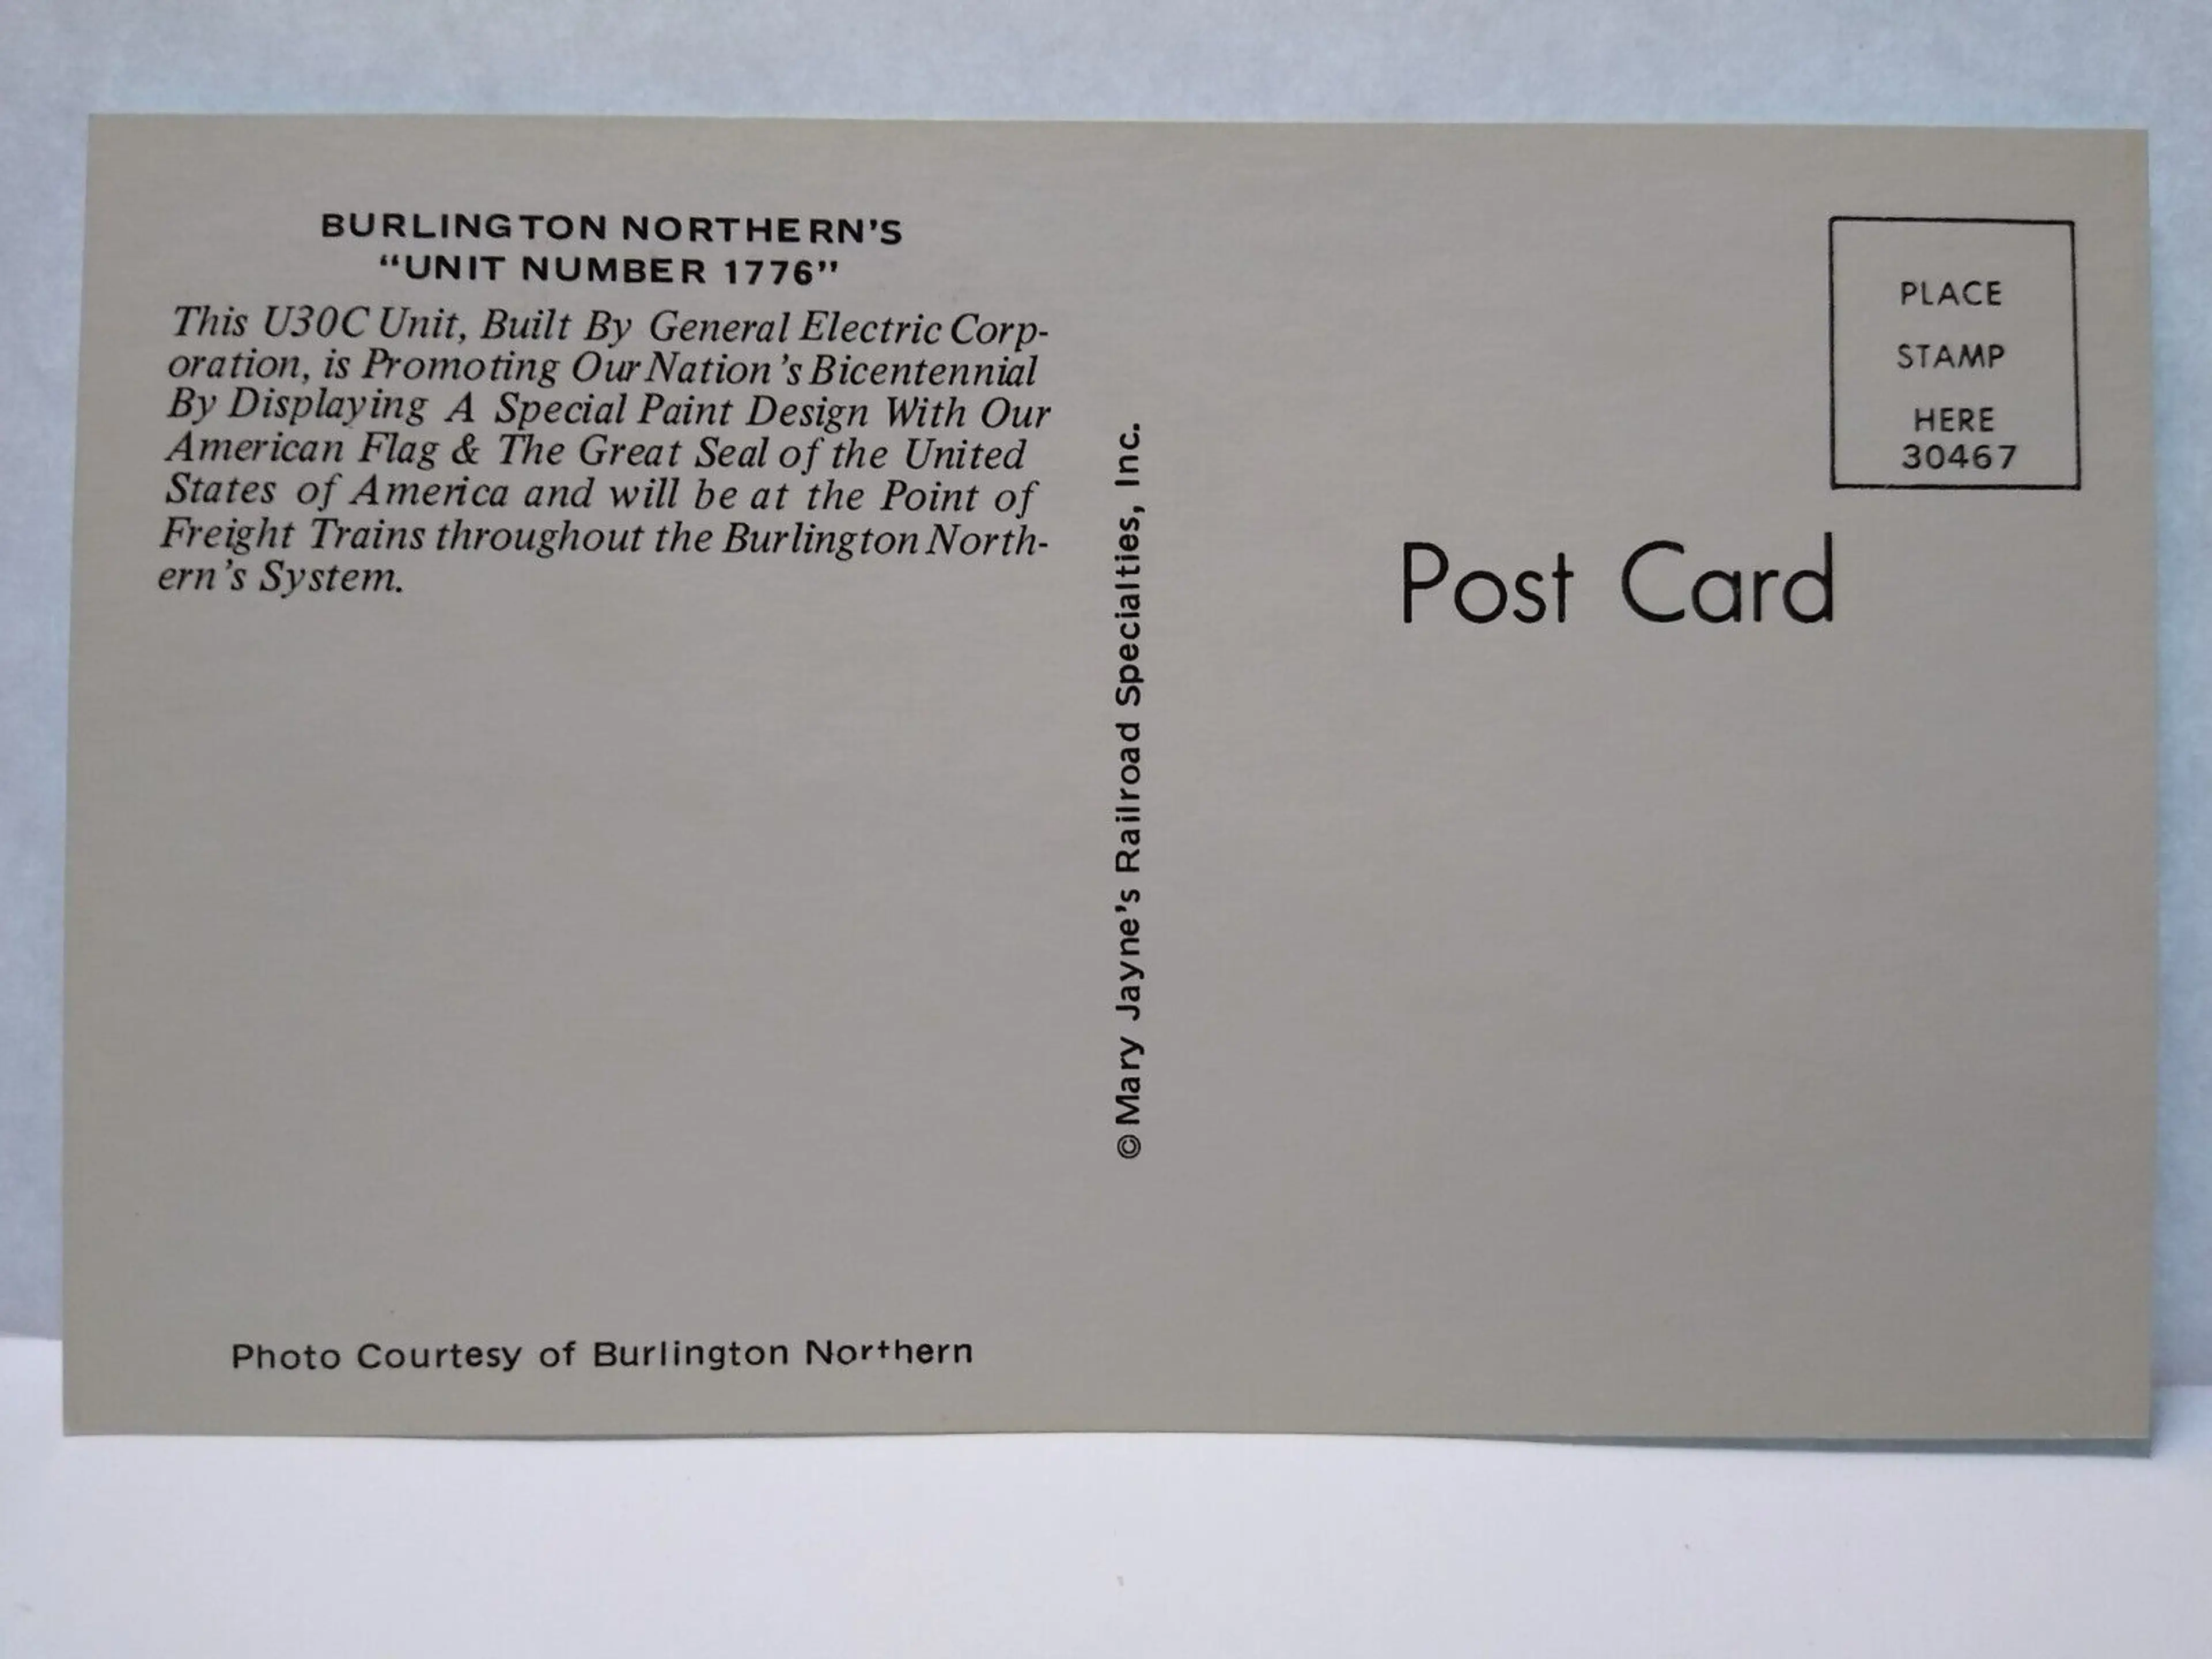 BURLINGTON NORTHERN'S
"UNIT NUMBER 1776"
This U30C Unit, Built By General Electric Corp-
oration, is Promoting Our Nation's Bicentennial
By Displaying A Special Paint Design With Our
American Flag & The Great Seal of the United
States of America and will be at the Point of
Freight Trains throughout the Burlington North-
ern's System.
Photo Courtesy of Burlington Northern
©Mary Jayne's Railroad Specialties, Inc.
PLACE
STAMP
HERE
30467
Post Card